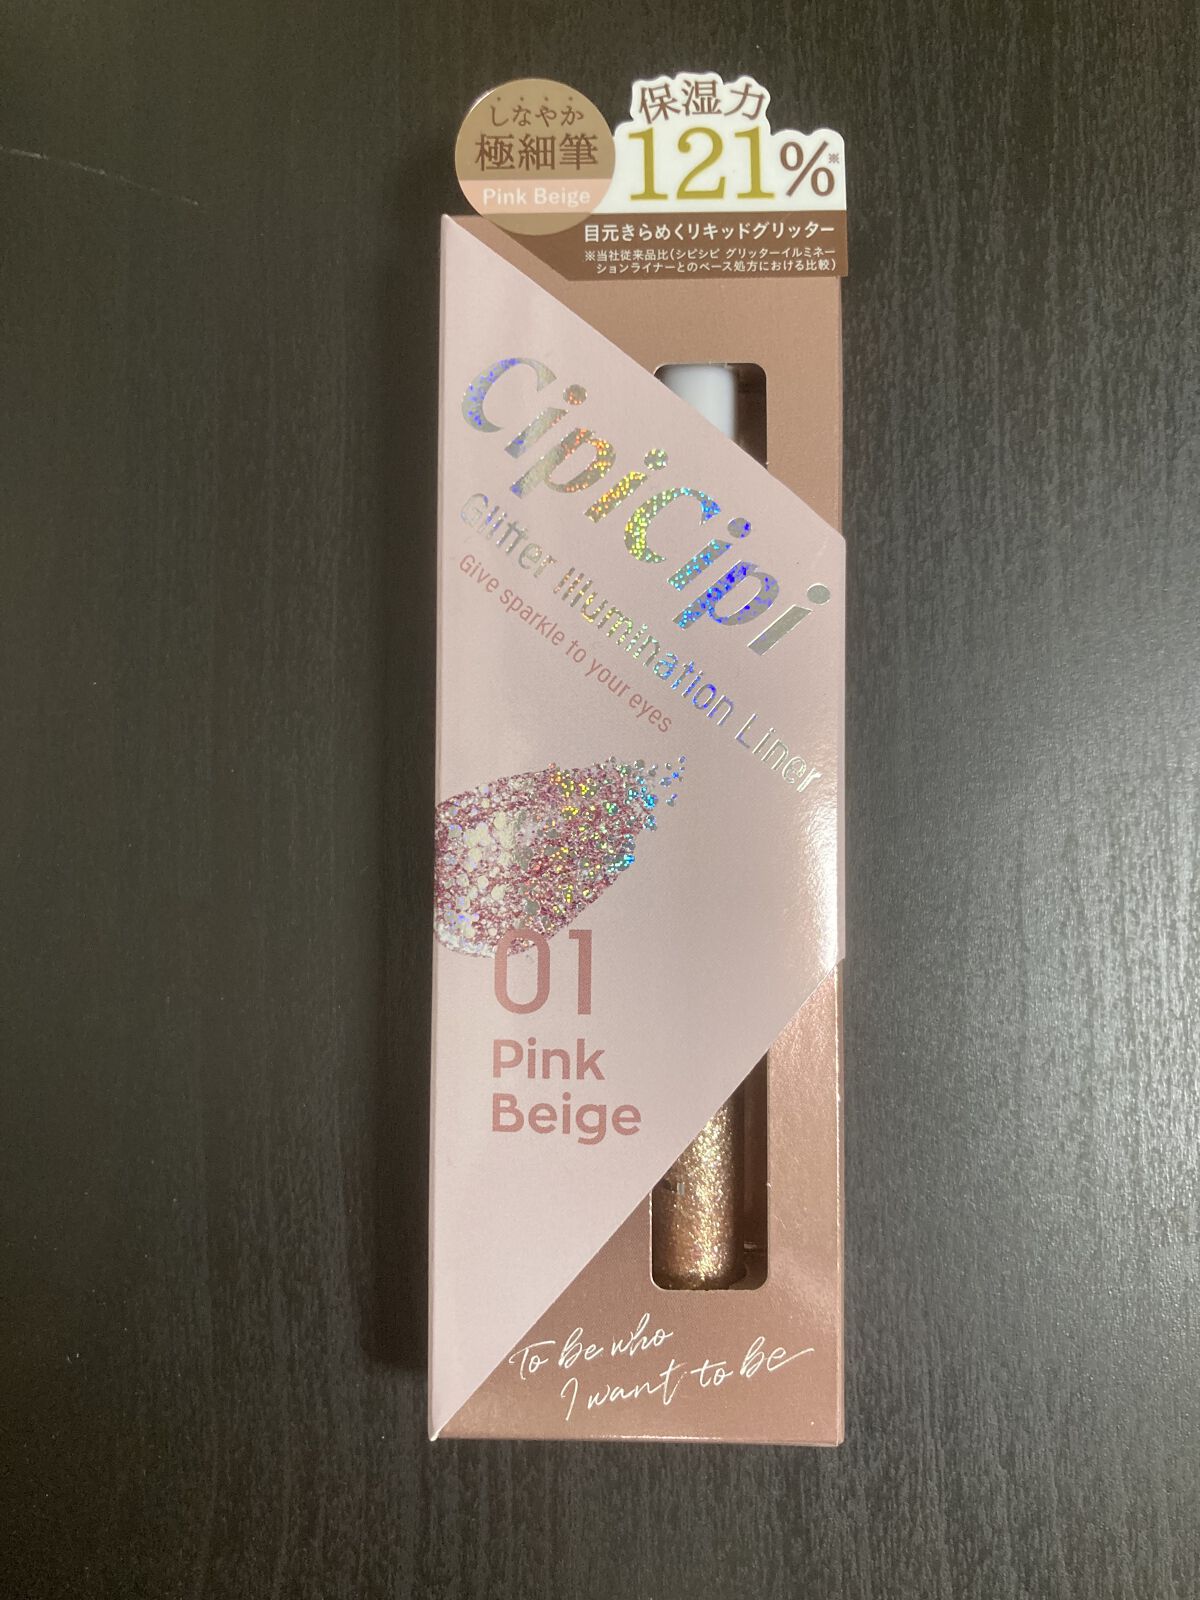 しなやか
極細筆
Pink Beige
保湿力
121%※
目元きらめくリキッドグリッター
※当社従来品比(シピシピ グリッターイルミネー
ションライナーとのベース処方における比較)
CipiCipi
Glitter Illumination Liner
Give sparkle to your eyes
01
Pink
Beige
To be who
I want to be